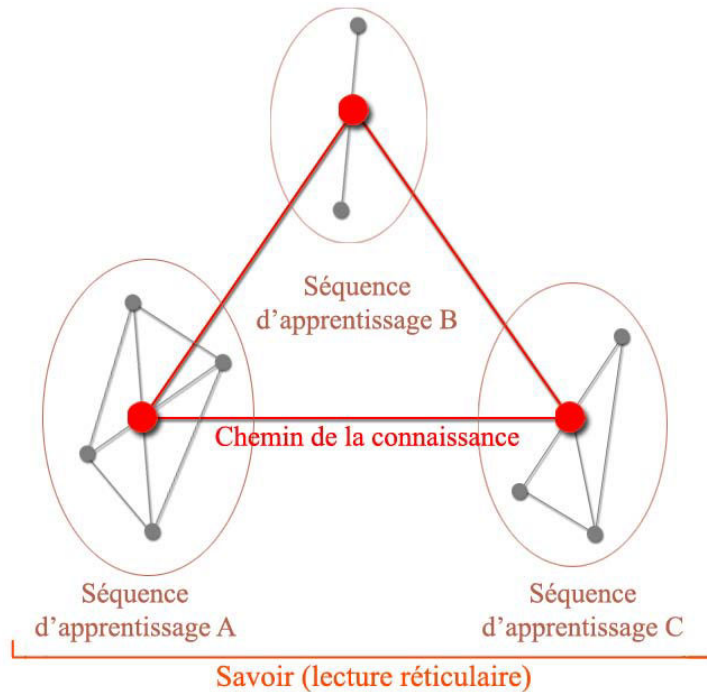 Séquence
d’apprentissage B
Chemin de la connaissance
Séquence
d’apprentissage A
Séquence
d’apprentissage C
Savoir (lecture réticulaire)